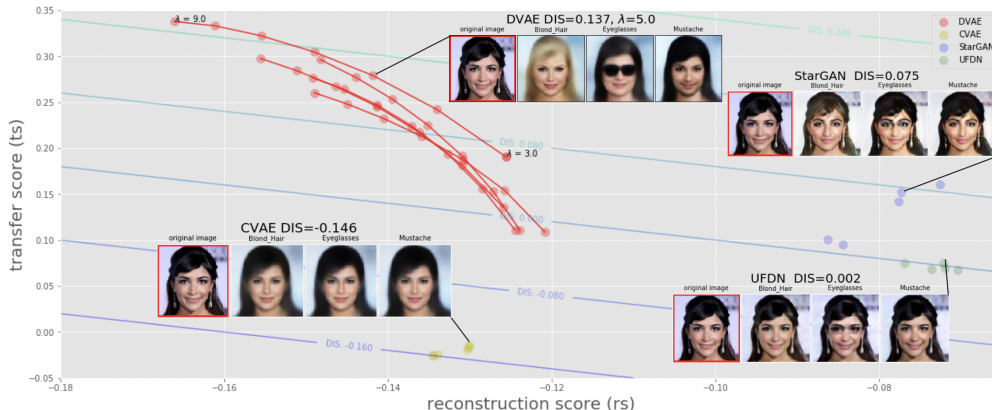 0.35
0.30
0.25
0.20
0.15
0.10
0.05
0.00
−0.05
transfer score (ts)
λ = 9.0
DVAE DIS=0.137, λ=5.0
original image Blond_Hair Eyeglasses Mustache
DIS: 0.240
DVAE
CVAE
StarGAN
UFDN
StarGAN DIS=0.075
original image Blond_Hair Eyeglasses Mustache
DIS: 0.080
λ = 3.0
DIS: 0.000
CVAE DIS=-0.146
original image Blond_Hair Eyeglasses Mustache
DIS: -0.080
UFDN DIS=0.002
original image Blond_Hair Eyeglasses Mustache
DIS: -0.160
−0.18 −0.16 −0.14 −0.12 −0.10 −0.08
reconstruction score (rs)